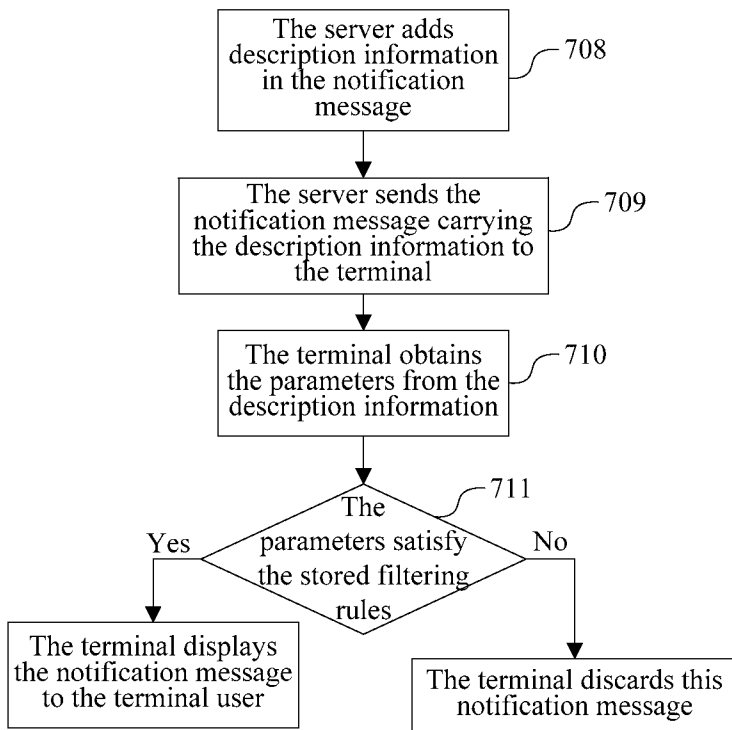 The server adds
description information
in the notification
message
708
The server sends the
notification message carrying
the description information to
the terminal
709
The terminal obtains
the parameters from the
description information
710
711
The
parameters satisfy
the stored filtering
rules
Yes
No
The terminal displays
the notification message
to the terminal user
The terminal discards this
notification message